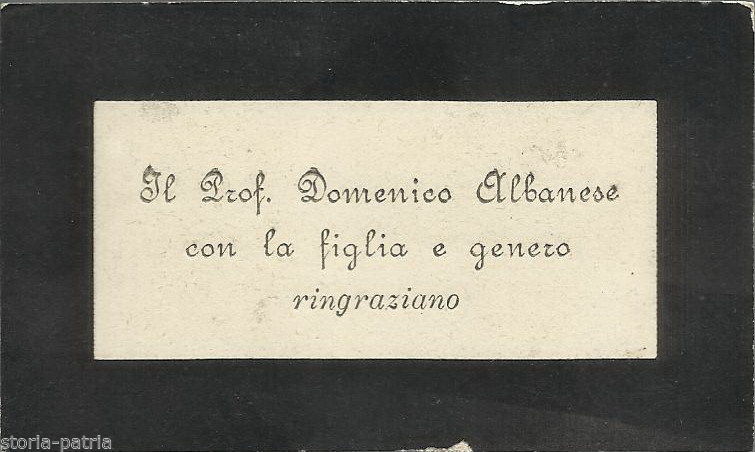 Il Prof. Domenico Albanese
con la figlia e genero
ringraziano
storia-patria